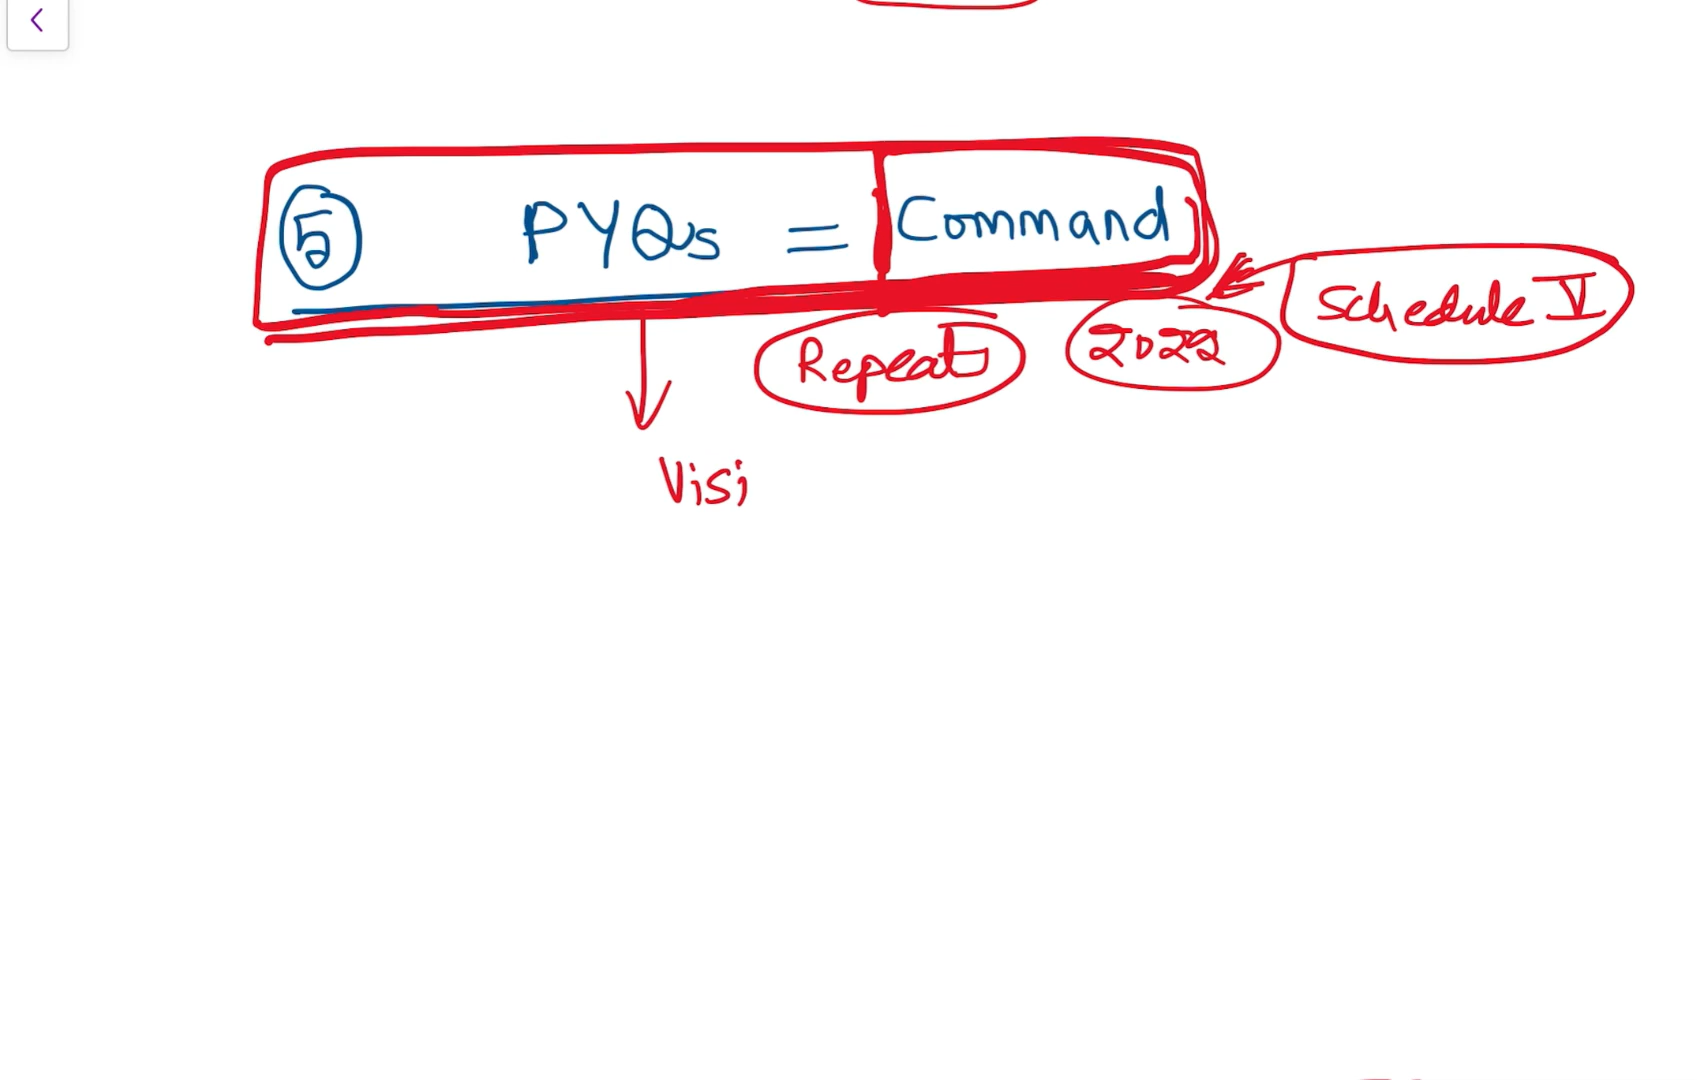 5 PYQs = Command
Repeat 2022 Schedule V
Visi